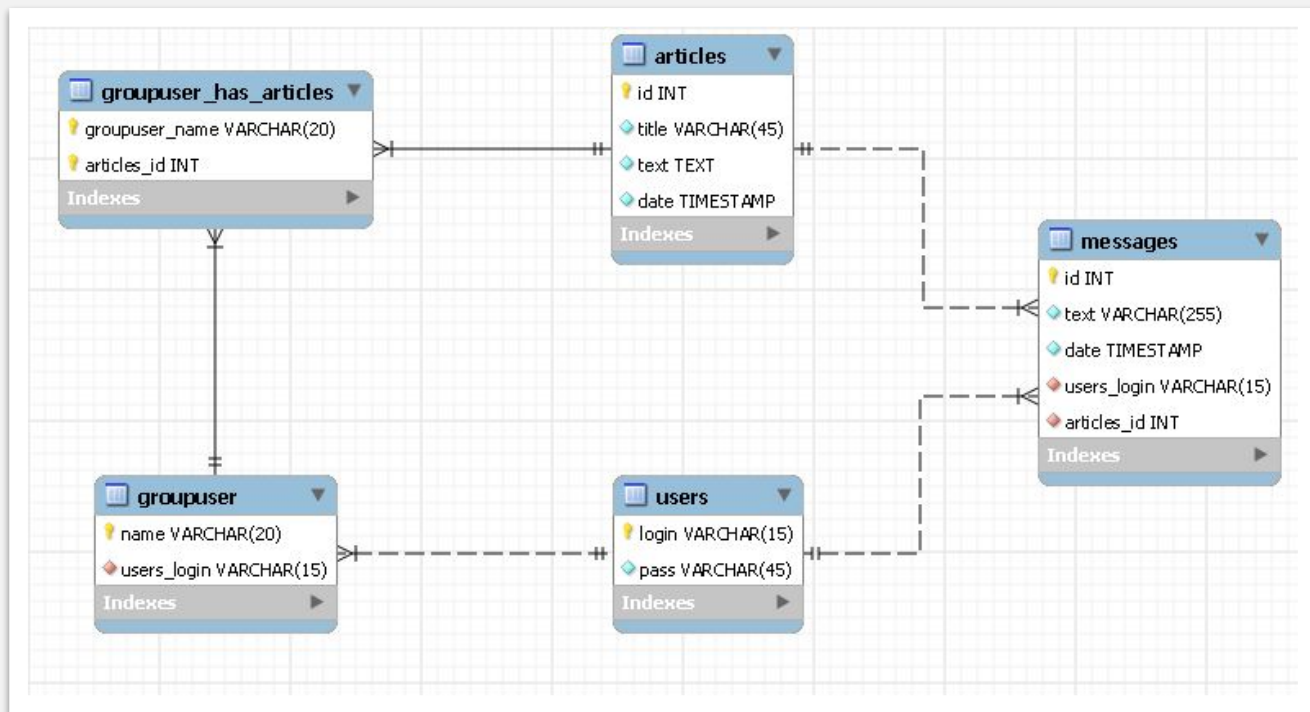 groupuser_has_articles
groupuser_name VARCHAR(20)
articles_id INT
Indexes
articles
id INT
title VARCHAR(45)
text TEXT
date TIMESTAMP
Indexes
messages
id INT
text VARCHAR(255)
date TIMESTAMP
users_login VARCHAR(15)
articles_id INT
Indexes
groupuser
name VARCHAR(20)
users_login VARCHAR(15)
Indexes
users
login VARCHAR(15)
pass VARCHAR(45)
Indexes